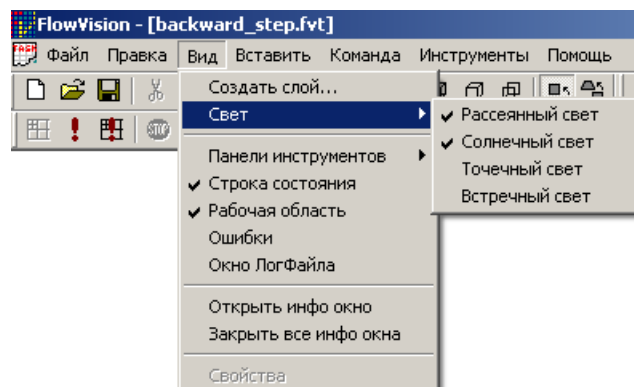 FlowVision - [backward_step.fvt]
Файл Правка Вид Вставить Команда Инструменты Помощь
Создать слой...
Свет
Рассеянный свет
Солнечный свет
Точечный свет
Встречный свет
Панели инструментов
Строка состояния
Рабочая область
Ошибки
Окно ЛогФайла
Открыть инфо окно
Закрыть все инфо окна
Свойства